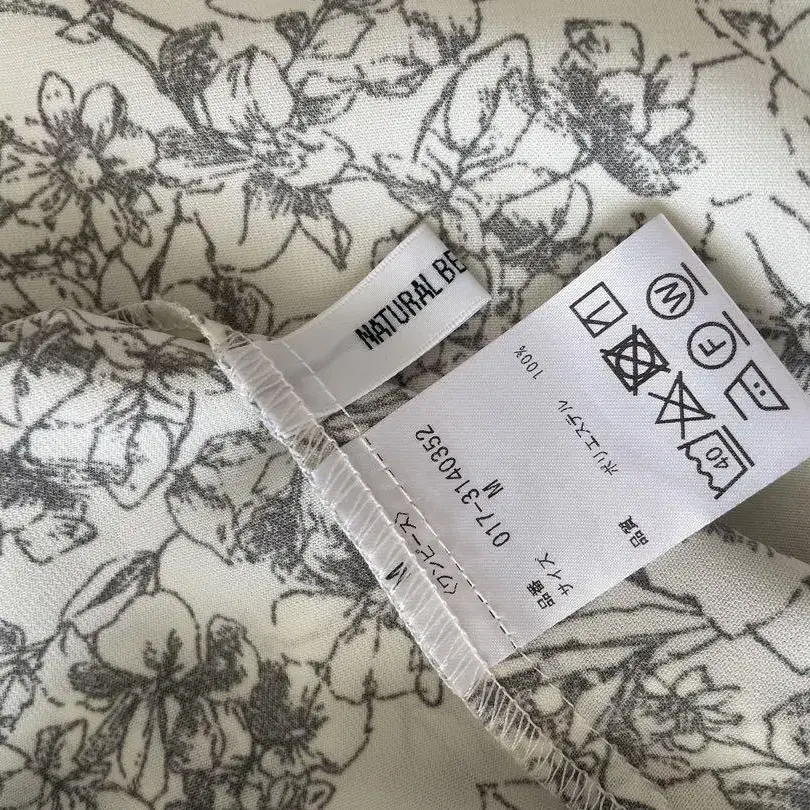 NATURAL BE
40
W
F
<ワンピース>
M
品番 017-3140352
サイズ M
品質 ポリエステル 100%